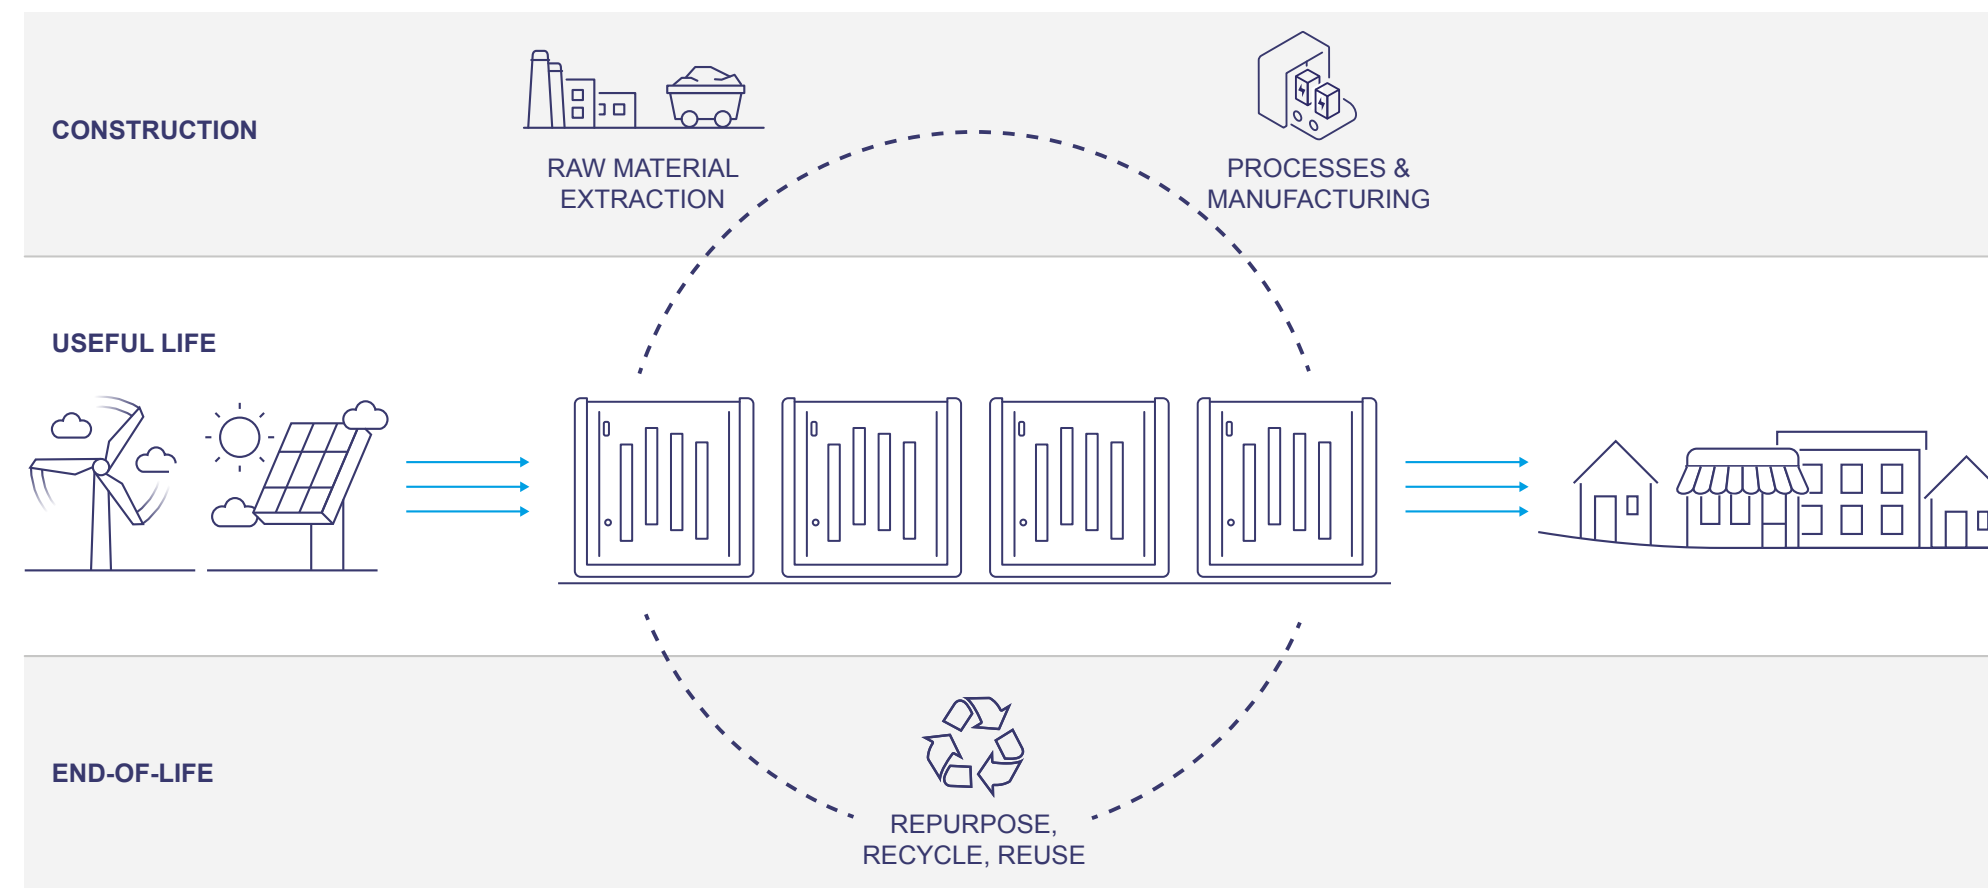 CONSTRUCTION
RAW MATERIAL
EXTRACTION
PROCESSES &
MANUFACTURING
USEFUL LIFE
END-OF-LIFE
REPURPOSE,
RECYCLE, REUSE